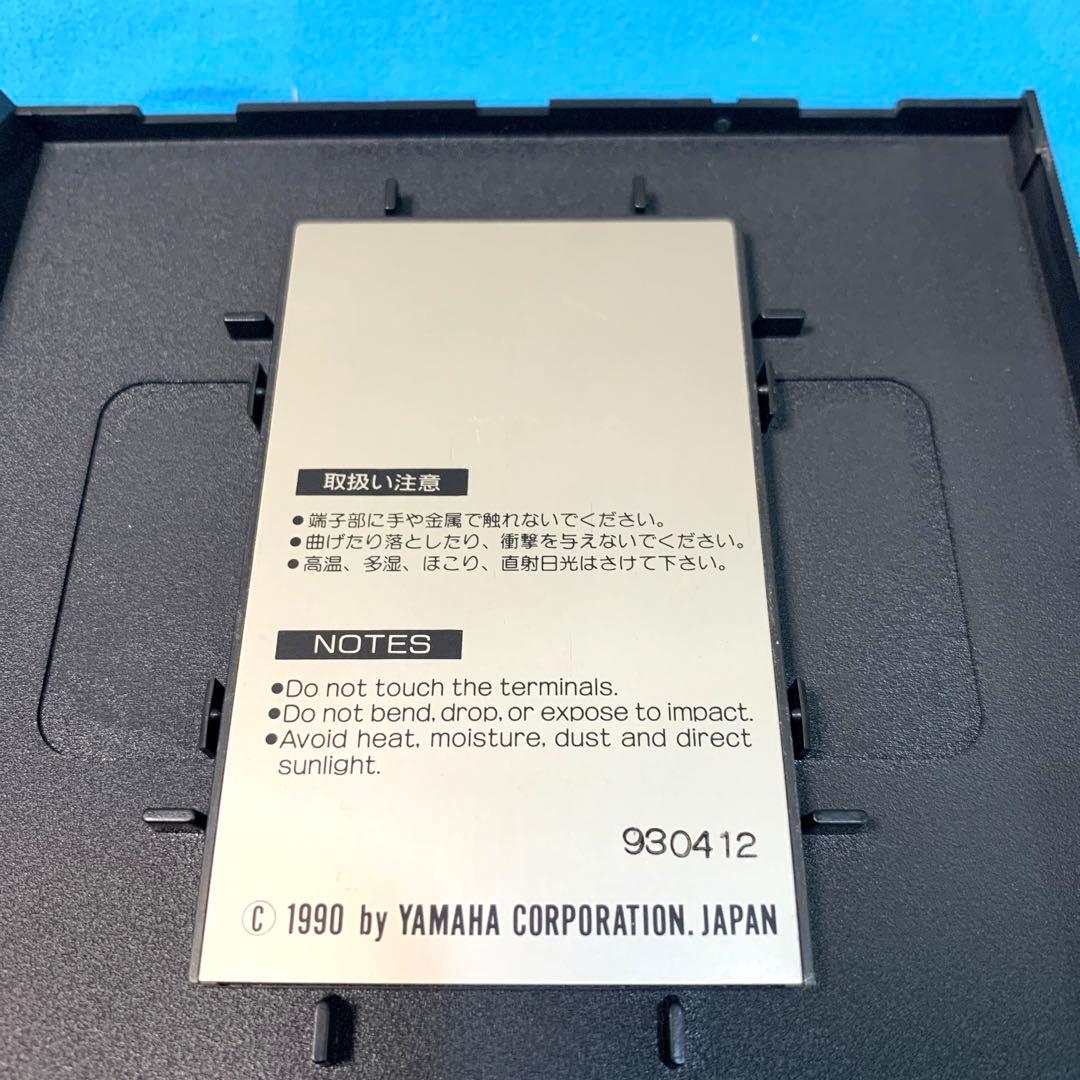 取扱い注意
●端子部に手や金属で触れないでください。
●曲げたり落としたり、衝撃を与えないでください。
●高温、多湿、ほこり、直射日光はさけて下さい。
NOTES
●Do not touch the terminals.
●Do not bend, drop, or expose to impact.
●Avoid heat, moisture, dust and direct
sunlight.
930412
© 1990 by YAMAHA CORPORATION. JAPAN